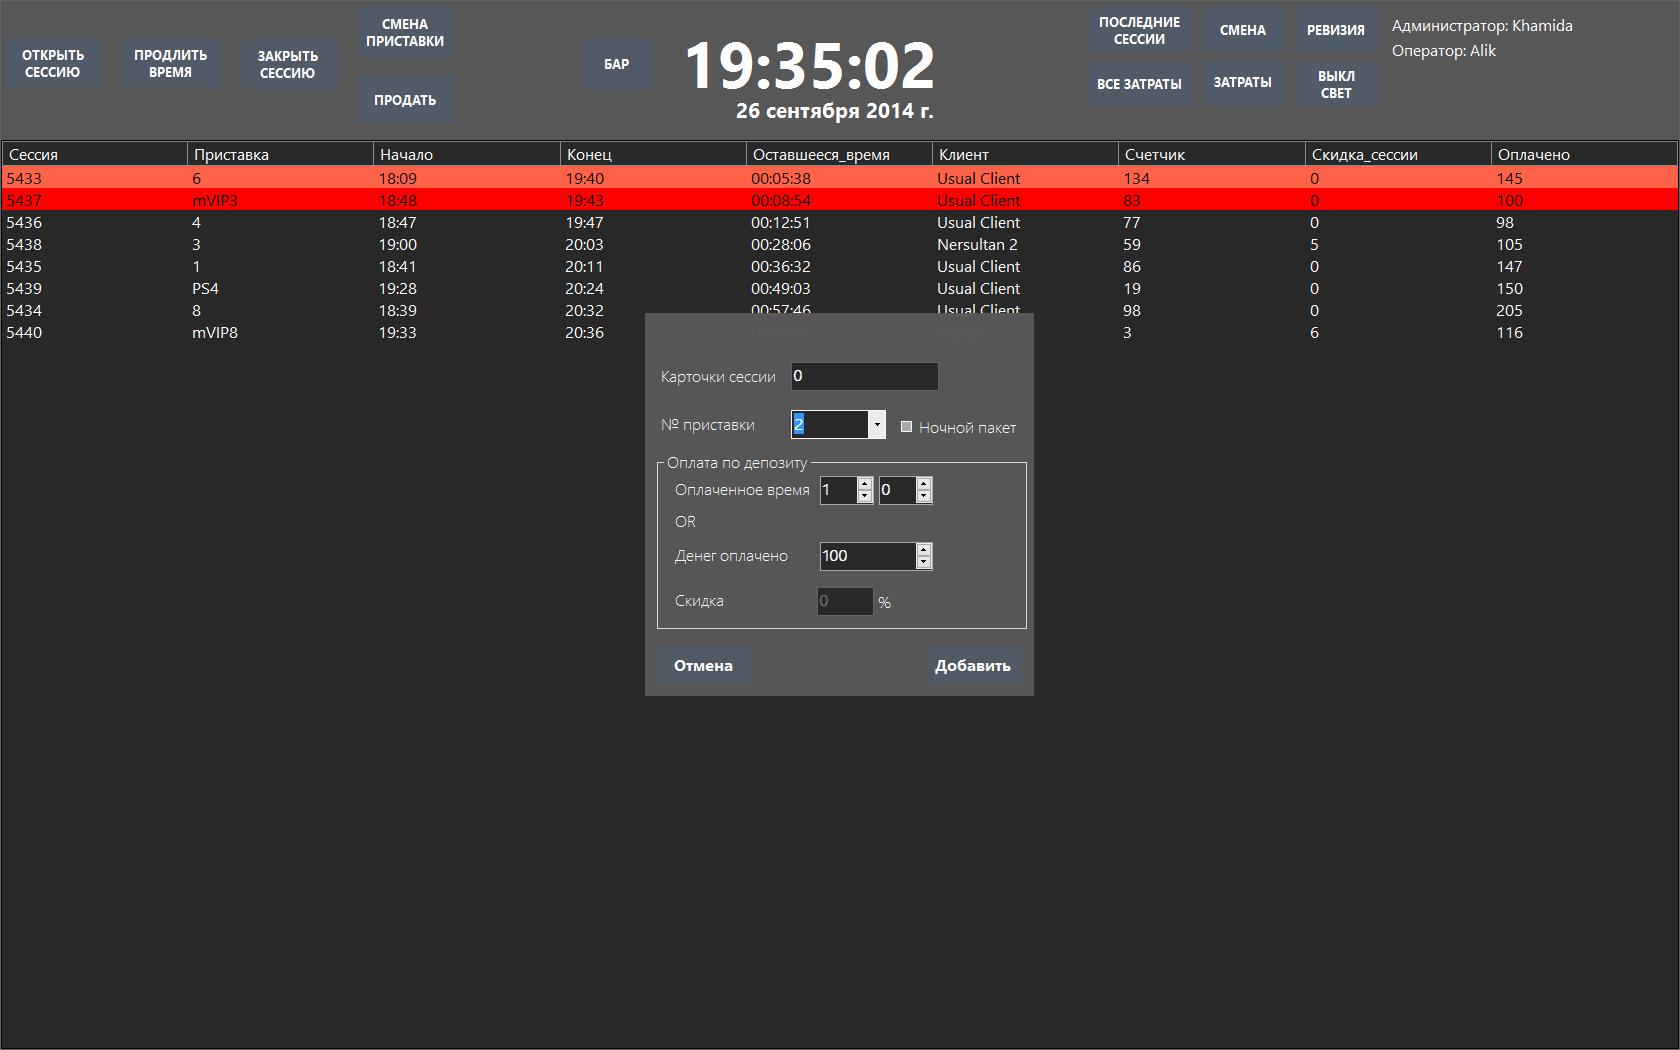 ОТКРЫТЬ
СЕССИЮ
ПРОДЛИТЬ
ВРЕМЯ
ЗАКРЫТЬ
СЕССИЮ
СМЕНА
ПРИСТАВКИ
ПРОДАТЬ
БАР
19:35:02
26 сентября 2014 г.
ПОСЛЕДНИЕ
СЕССИИ
СМЕНА
РЕВИЗИЯ
ВСЕ ЗАТРАТЫ
ЗАТРАТЫ
ВЫКЛ
СВЕТ
Администратор: Khamida
Оператор: Alik
Сессия Приставка Начало Конец Оставшееся_время Клиент Счетчик Скидка_сессии Оплачено
5433 6 18:09 19:40 00:05:38 Usual Client 134 0 145
5437 mVIP3 18:48 19:43 00:08:54 Usual Client 83 0 100
5436 4 18:47 19:47 00:12:51 Usual Client 77 0 98
5438 3 19:00 20:03 00:28:06 Nersultan 2 59 5 105
5435 1 18:41 20:11 00:36:32 Usual Client 86 0 147
5439 PS4 19:28 20:24 00:49:03 Usual Client 19 0 150
5434 8 18:39 20:32 00:57:46 Usual Client 98 0 205
5440 mVIP8 19:33 20:36 3 6 116
Карточки сессии 0
№ приставки 2 Ночной пакет
Оплата по депозиту
Оплаченное время 1 0
OR
Денег оплачено 100
Скидка 0 %
Отмена Добавить